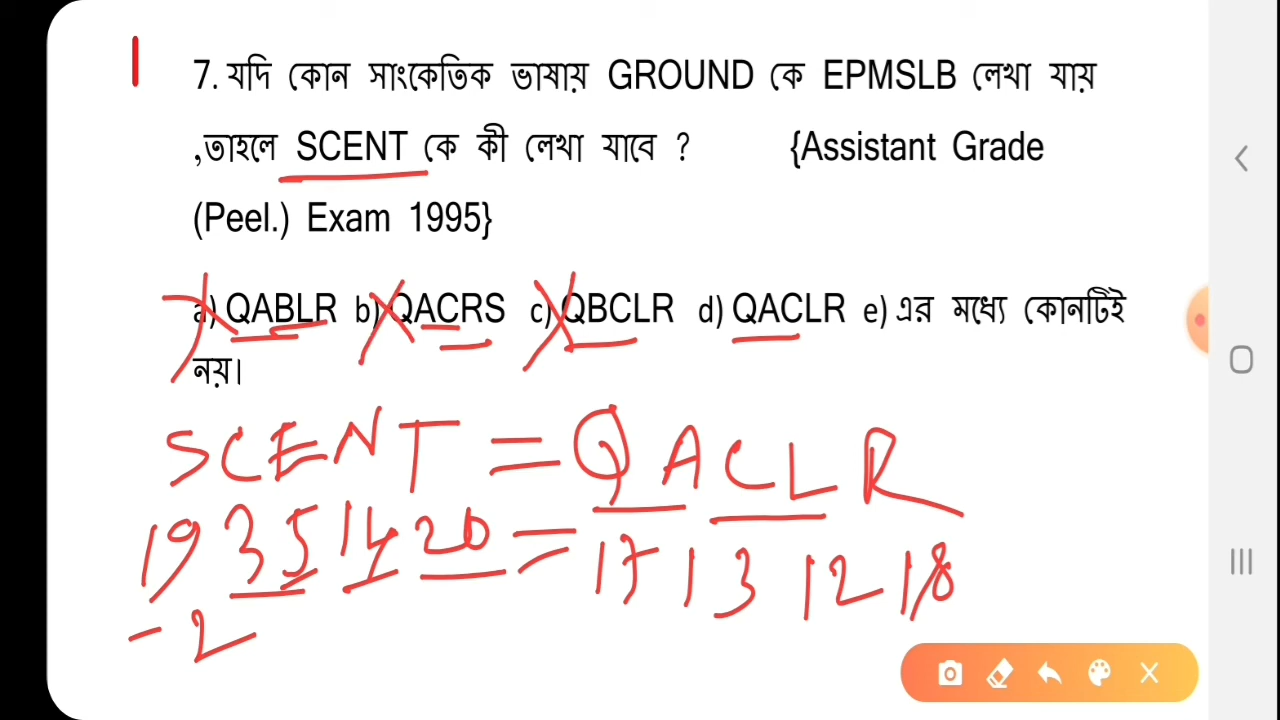 7. যদি কোন সাংকেতিক ভাষায় GROUND কে EPMSLB লেখা যায়
,তাহলে SCENT কে কী লেখা যাবে ? {Assistant Grade
(Peel.) Exam 1995}
a) QABLR b) QACRS c) QBCLR d) QACLR e) এর মধ্যে কোনটিই
নয়।
SCENT = QACLR
19 3 5 14 20 = 17 1 3 12 18
- 2